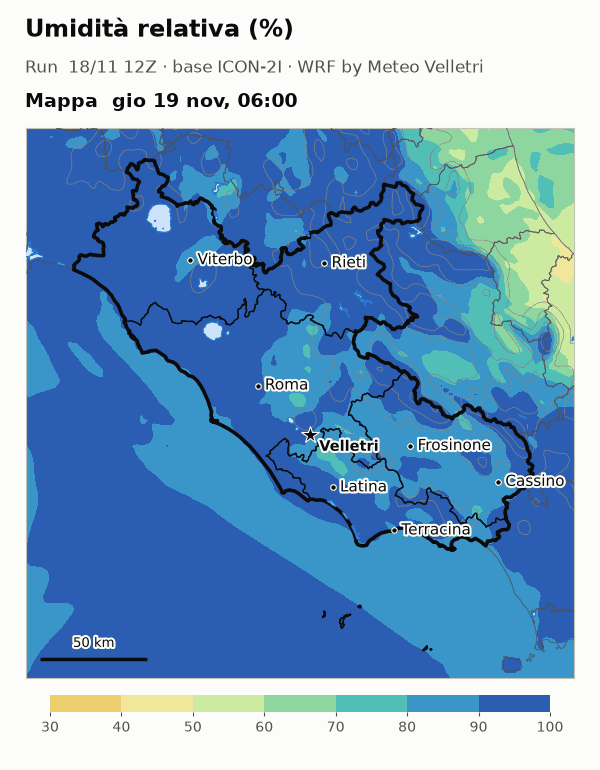 Umidità relativa (%)
Run  18/11 12Z · base ICON-2I · WRF by Meteo Velletri
Mappa  gio 19 nov, 06:00
Viterbo
Rieti
Roma
Velletri
Frosinone
Cassino
Latina
Terracina
50 km
30 40 50 60 70 80 90 100